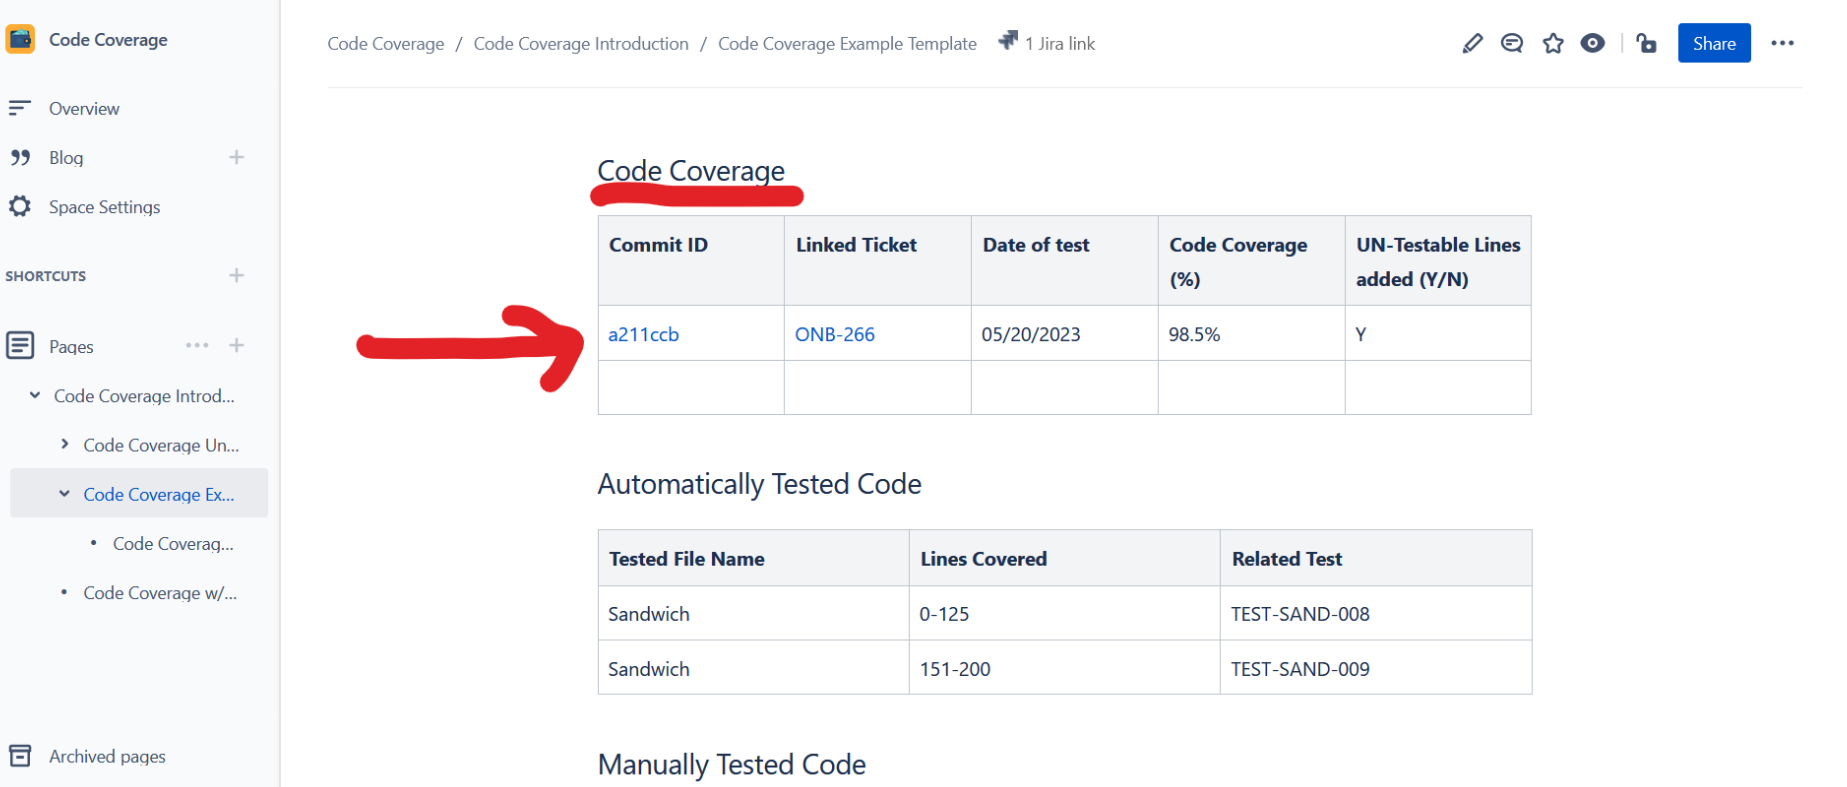 Code Coverage
Overview
Blog
Space Settings
SHORTCUTS
Pages
Code Coverage Introd...
Code Coverage Un...
Code Coverage Ex...
Code Coverag...
Code Coverage w/...
Archived pages
Code Coverage / Code Coverage Introduction / Code Coverage Example Template 1 Jira link
Share
Code Coverage
Commit ID Linked Ticket Date of test Code Coverage (%) UN-Testable Lines added (Y/N)
a211ccb ONB-266 05/20/2023 98.5% Y
Automatically Tested Code
Tested File Name Lines Covered Related Test
Sandwich 0-125 TEST-SAND-008
Sandwich 151-200 TEST-SAND-009
Manually Tested Code